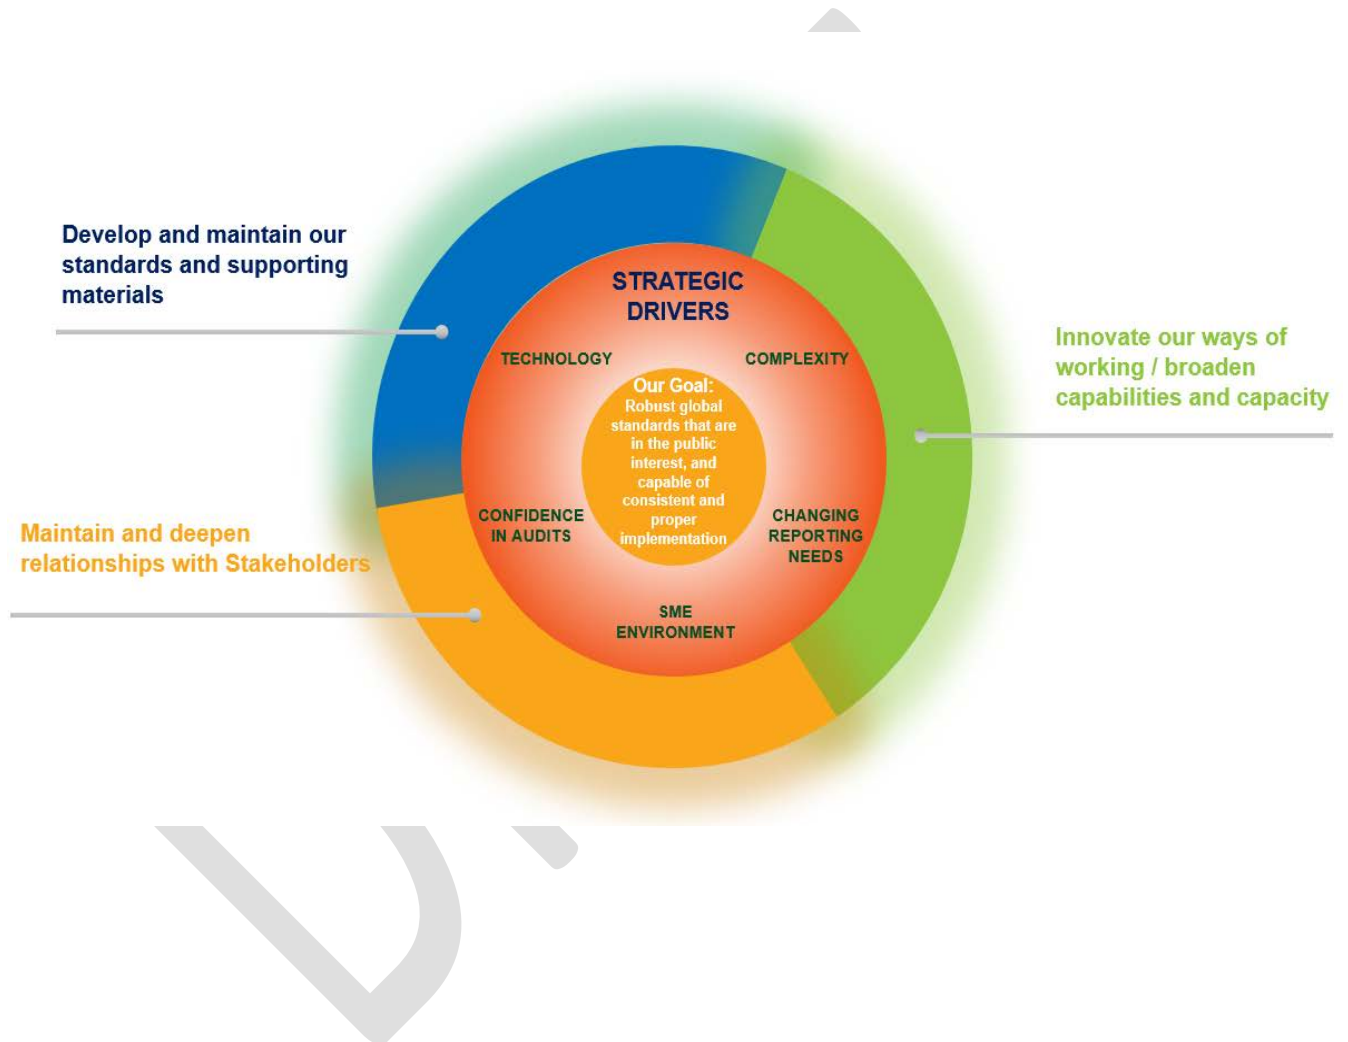 Develop and maintain our
standards and supporting
materials
STRATEGIC
DRIVERS
TECHNOLOGY
COMPLEXITY
Our Goal:
Robust global
standards that are
in the public
interest, and
capable of
consistent and
proper
implementation
Innovate our ways of
working / broaden
capabilities and capacity
CONFIDENCE
IN AUDITS
CHANGING
REPORTING
NEEDS
Maintain and deepen
relationships with Stakeholders
SME
ENVIRONMENT